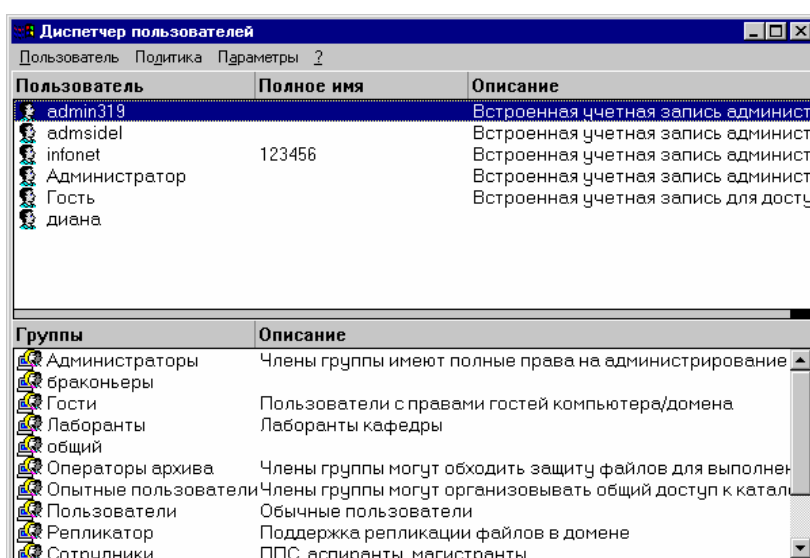 Диспетчер пользователей
Пользователь Политика Параметры ?
Пользователь Полное имя Описание
admin319 Встроенная учетная запись админист
admsidel Встроенная учетная запись админист
infonet 123456 Встроенная учетная запись админист
Администратор Встроенная учетная запись админист
Гость Встроенная учетная запись для досту
диана
Группы Описание
Администраторы Члены группы имеют полные права на администрирование
браконьеры
Гости Пользователи с правами гостей компьютера/домена
Лаборанты Лаборанты кафедры
общий
Операторы архива Члены группы могут обходить защиту файлов для выполнен
Опытные пользователи Члены группы могут организовывать общий доступ к катал
Пользователи Обычные пользователи
Репликатор Поддержка репликации файлов в домене
Сотрудники ППС, аспиранты, магистранты